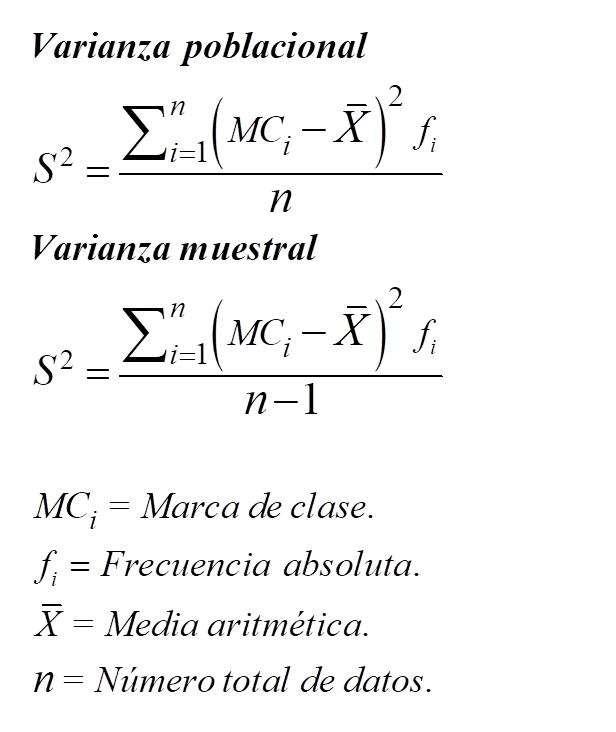 Varianza poblacional
S² = ∑ⁿᵢ₌₁ (MCᵢ − X̄)² fᵢ / n
Varianza muestral
S² = ∑ⁿᵢ₌₁ (MCᵢ − X̄)² fᵢ / n−1
MCᵢ = Marca de clase.
fᵢ = Frecuencia absoluta.
X̄ = Media aritmética.
n = Número total de datos.